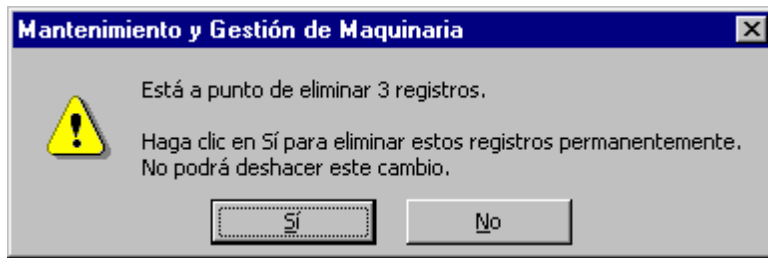 Mantenimiento y Gestión de Maquinaria
Está a punto de eliminar 3 registros.
Haga clic en Sí para eliminar estos registros permanentemente.
No podrá deshacer este cambio.
Sí No